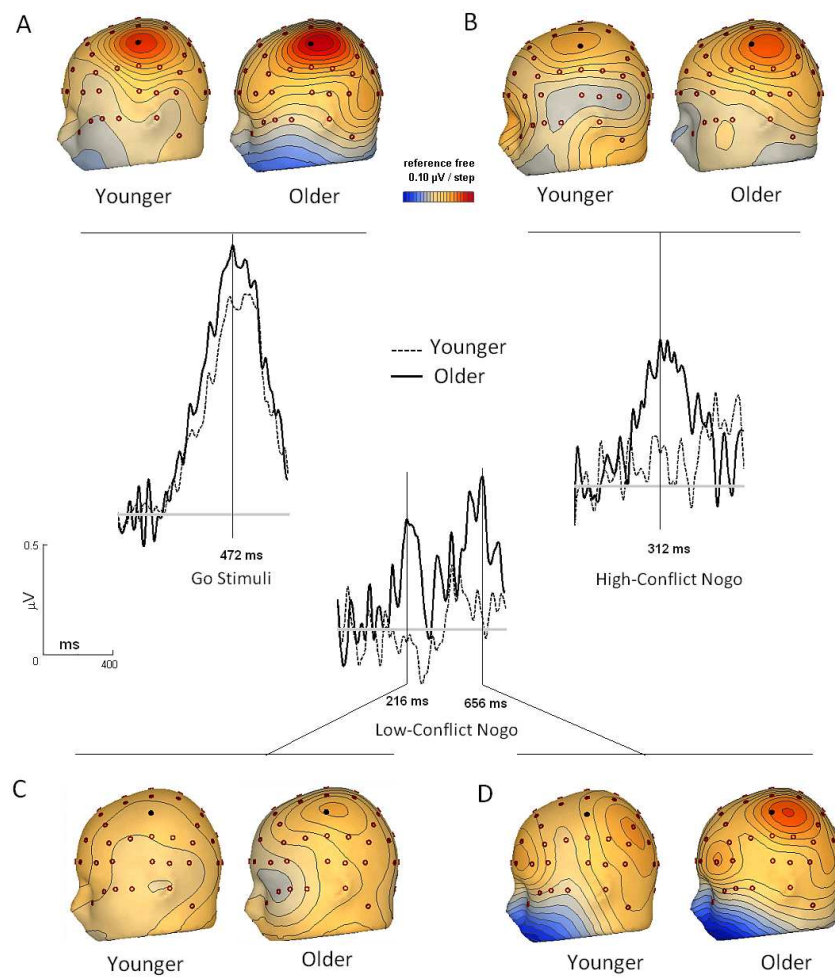 A
B
Younger
Older
reference free
0.10 µV / step
Younger
Older
Younger
Older
472 ms
Go Stimuli
312 ms
High-Conflict Nogo
0.5
µV
ms
0
400
216 ms
656 ms
Low-Conflict Nogo
C
D
Younger
Older
Younger
Older